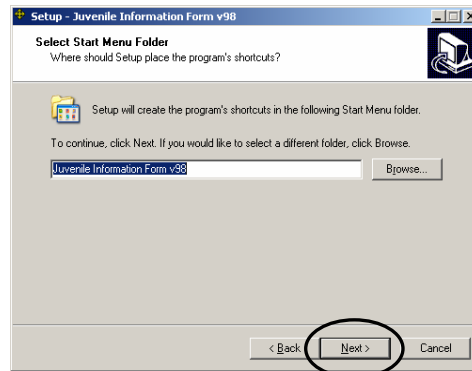 Setup - Juvenile Information Form v98
Select Start Menu Folder
Where should Setup place the program's shortcuts?
Setup will create the program's shortcuts in the following Start Menu folder.
To continue, click Next. If you would like to select a different folder, click Browse.
Juvenile Information Form v98
Browse...
< Back
Next >
Cancel